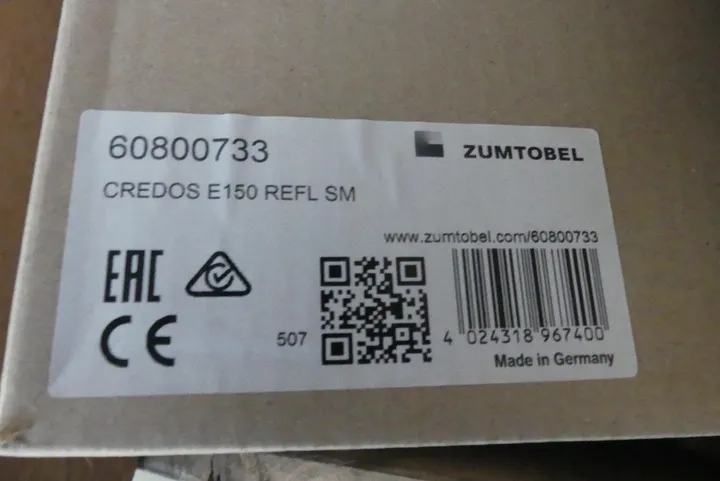 60800733
ZUMTOBEL
CREDOS E150 REFL SM
www.zumtobel.com/60800733
EAC
CE
507
4 024318 967400
Made in Germany